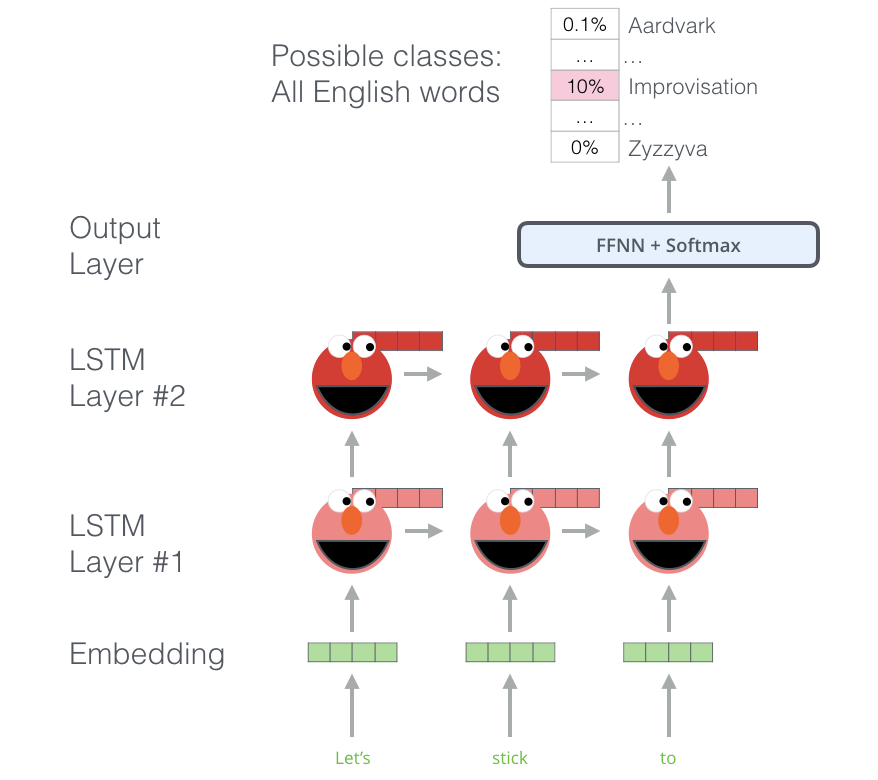 Possible classes:
All English words
0.1% Aardvark
... ...
10% Improvisation
... ...
0% Zyzzyva
Output
Layer
FFNN + Softmax
LSTM
Layer #2
LSTM
Layer #1
Embedding
Let's stick to